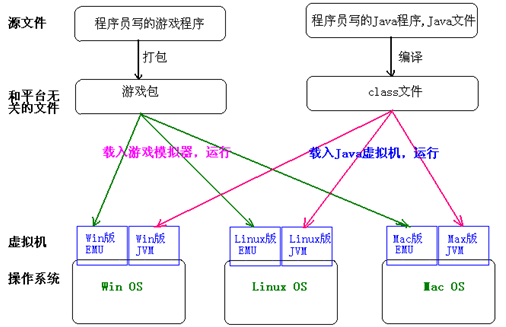 源文件
程序员写的游戏程序
程序员写的Java程序,Java文件
打包
编译
和平台无
关的文件
游戏包
class文件
载入游戏模拟器，运行
载入Java虚拟机，运行
虚拟机
Win版
EMU
Win版
JVM
Linux版
EMU
Linux版
JVM
Mac版
EMU
Max版
JVM
操作系统
Win OS
Linux OS
Mac OS